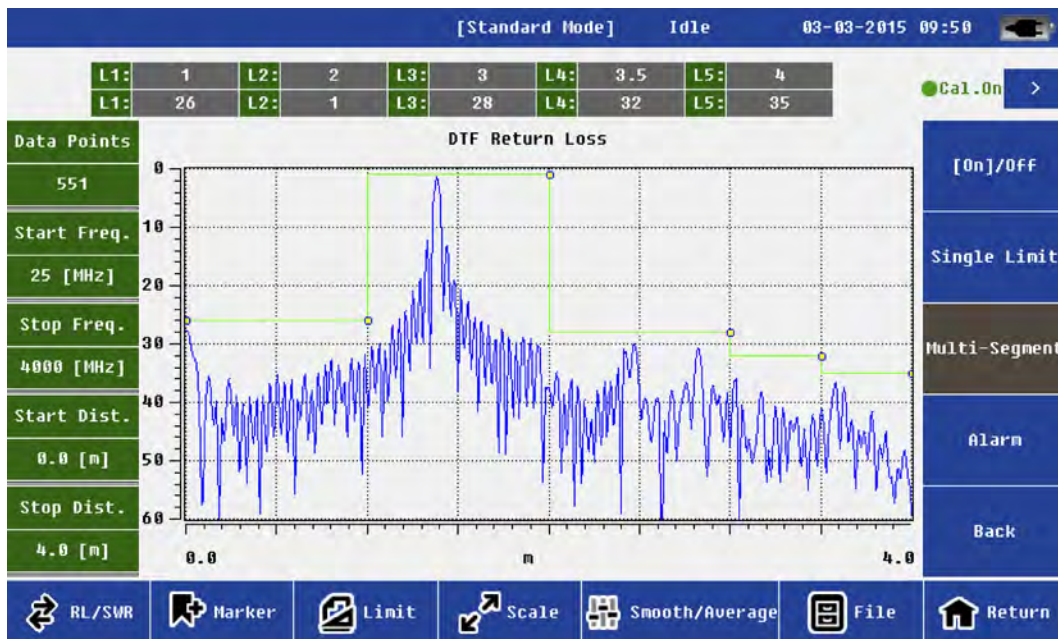 [Standard Mode] Idle 03-03-2015 09:50
L1: 1 L2: 2 L3: 3 L4: 3.5 L5: 4
L1: 26 L2: 1 L3: 28 L4: 32 L5: 35
Cal.On >
Data Points
551
Start Freq.
25 [MHz]
Stop Freq.
4000 [MHz]
Start Dist.
0.0 [m]
Stop Dist.
4.0 [m]
DTF Return Loss
0
10
20
30
40
50
60
0.0 m 4.0
[On]/Off
Single Limit
Multi-Segment
Alarm
Back
RL/SWR Marker Limit Scale Smooth/Average File Return